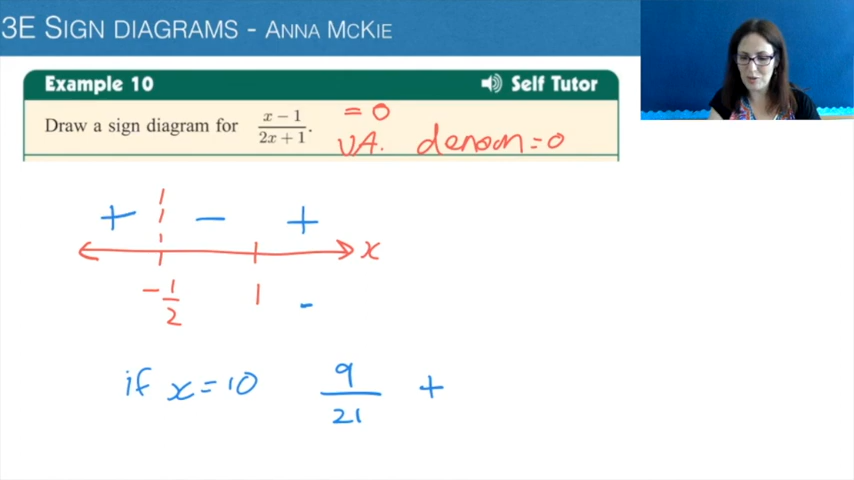 3E SIGN DIAGRAMS - ANNA MCKIE
Example 10 Self Tutor
Draw a sign diagram for (x − 1)/(2x + 1). = 0
VA. denom = 0
+ − +
x
-1/2 1 -
if x = 10 9/21 +